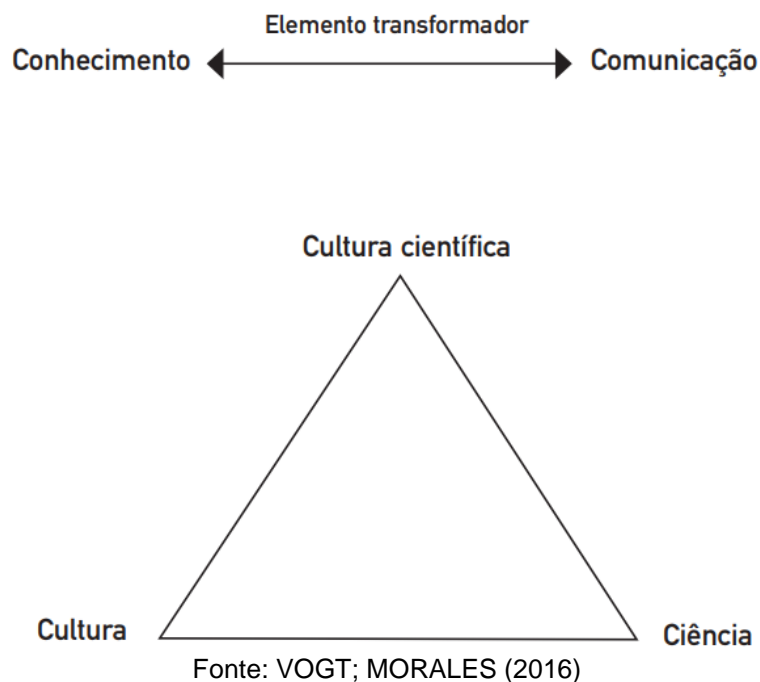 Elemento transformador
Conhecimento Comunicação
Cultura científica
Cultura Ciência
Fonte: VOGT; MORALES (2016)